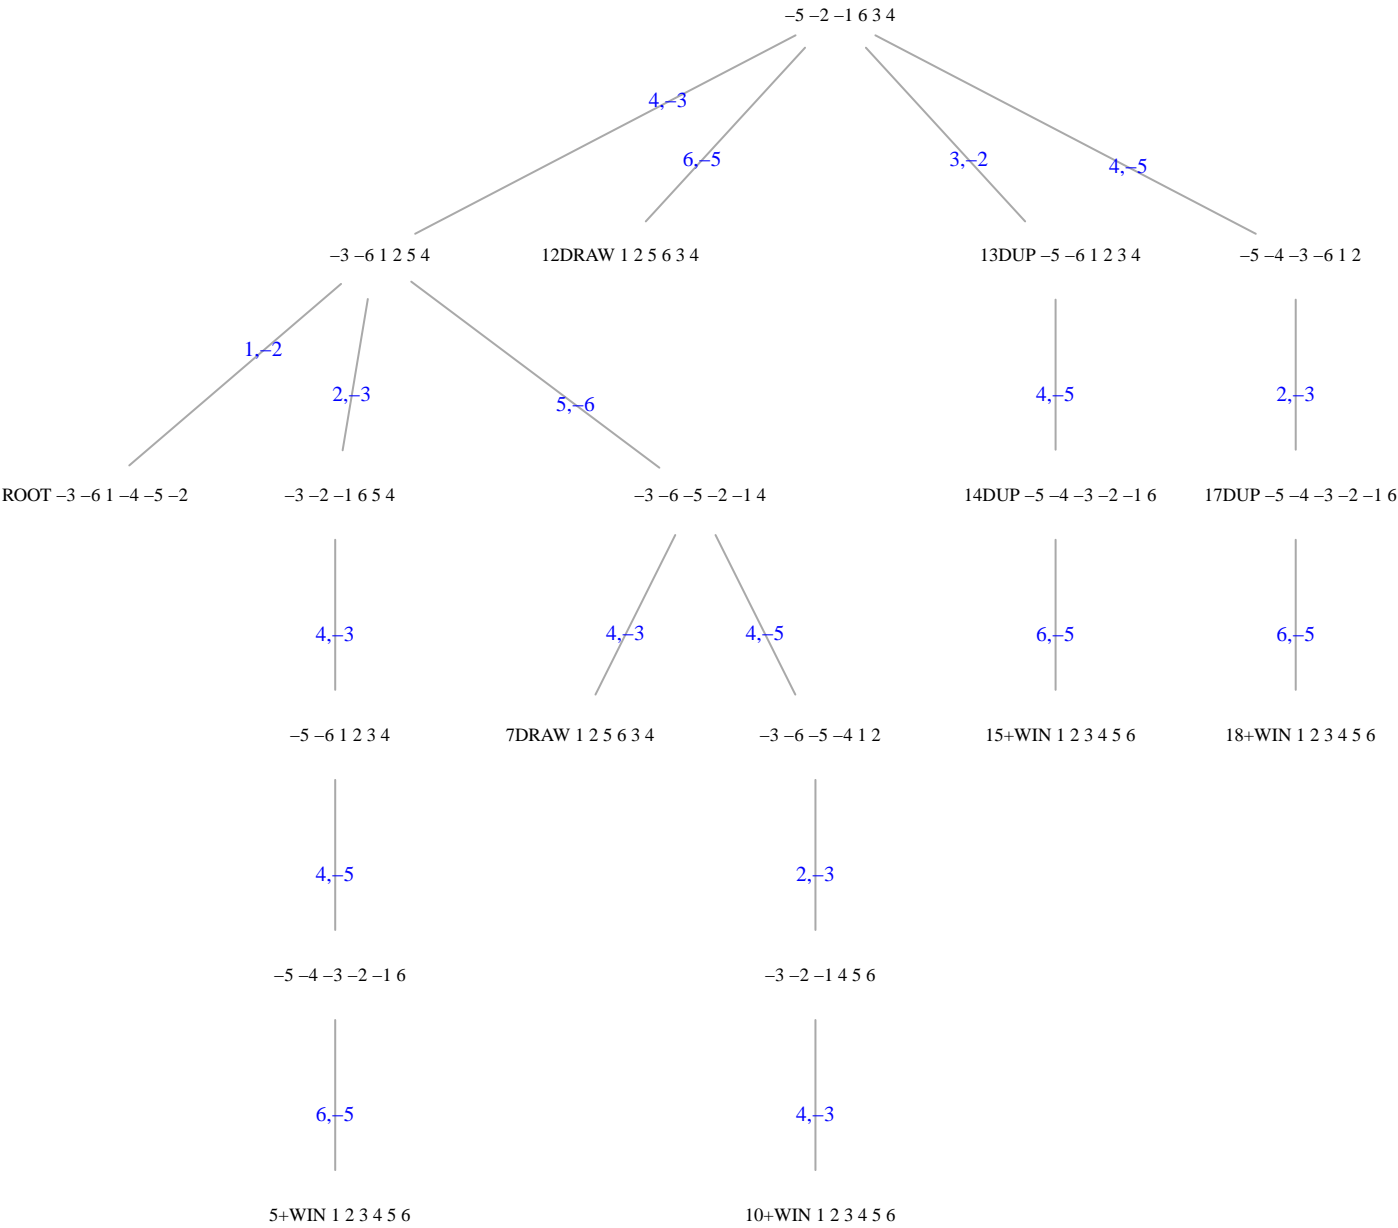 –5 –2 –1 6 3 4
4,–3
6,–5
3,–2
4,–5
–3 –6 1 2 5 4
12DRAW 1 2 5 6 3 4
13DUP –5 –6 1 2 3 4
–5 –4 –3 –6 1 2
1,–2
2,–3
5,–6
4,–5
2,–3
ROOT –3 –6 1 –4 –5 –2
–3 –2 –1 6 5 4
–3 –6 –5 –2 –1 4
14DUP –5 –4 –3 –2 –1 6
17DUP –5 –4 –3 –2 –1 6
4,–3
4,–3
4,–5
6,–5
6,–5
–5 –6 1 2 3 4
7DRAW 1 2 5 6 3 4
–3 –6 –5 –4 1 2
15+WIN 1 2 3 4 5 6
18+WIN 1 2 3 4 5 6
4,–5
2,–3
–5 –4 –3 –2 –1 6
–3 –2 –1 4 5 6
6,–5
4,–3
5+WIN 1 2 3 4 5 6
10+WIN 1 2 3 4 5 6